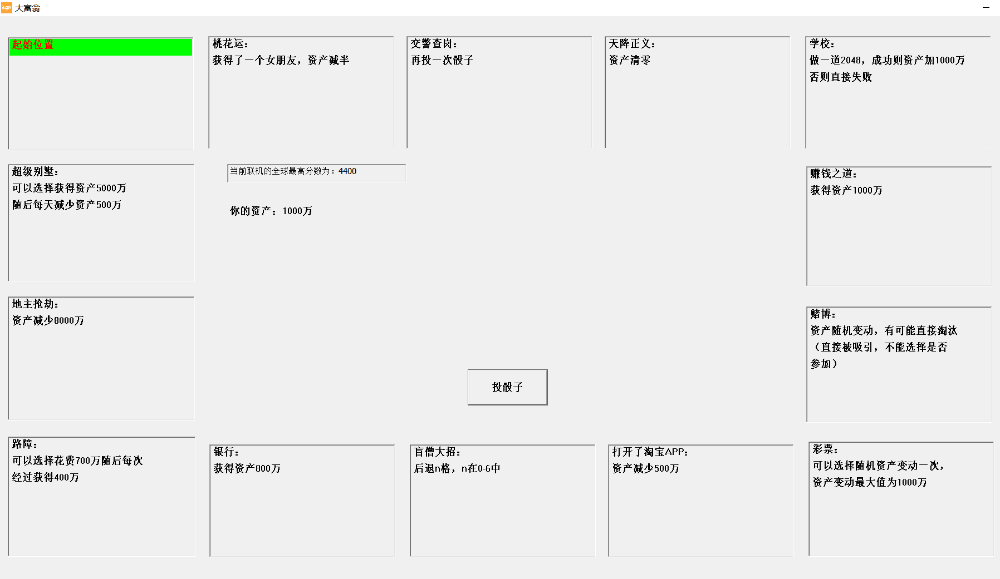 大富翁
起始位置
桃花运：
获得了一个女朋友，资产减半
交警查岗：
再投一次骰子
天降正义：
资产清零
学校：
做一道2048，成功则资产加1000万
否则直接失败
超级别墅：
可以选择获得资产5000万
随后每天减少资产500万
当前联机的全球最高分数为：4400
你的资产：1000万
赚钱之道：
获得资产1000万
地主抢劫：
资产减少8000万
赌博：
资产随机变动，有可能直接淘汰
（直接被吸引，不能选择是否
参加）
投骰子
路障：
可以选择花费700万随后每次
经过获得400万
银行：
获得资产800万
盲僧大招：
后退n格，n在0-6中
打开了淘宝APP：
资产减少500万
彩票：
可以选择随机资产变动一次，
资产变动最大值为1000万